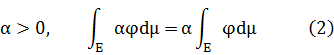 α > 0, ∫_E αφdμ = α ∫_E φdμ (2)